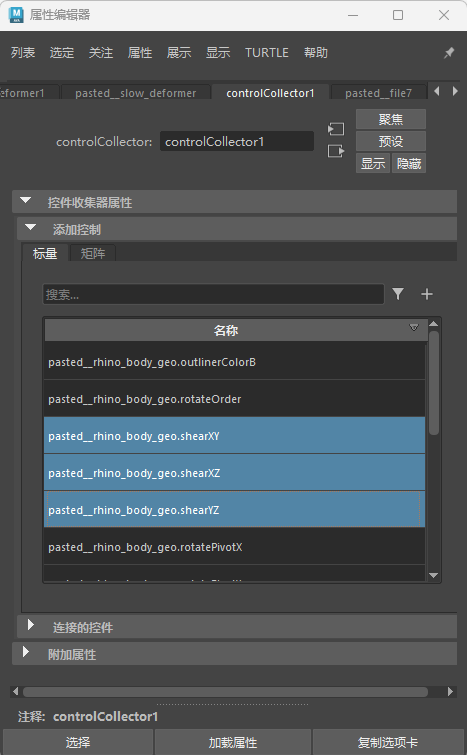 M
属性编辑器
列表 选定 关注 属性 展示 显示 TURTLE 帮助
eformer1 pasted__slow_deformer controlCollector1 pasted__file7
聚焦
controlCollector: controlCollector1 预设
显示 隐藏
控件收集器属性
添加控制
标量 矩阵
搜索...
名称
pasted__rhino_body_geo.outlinerColorB
pasted__rhino_body_geo.rotateOrder
pasted__rhino_body_geo.shearXY
pasted__rhino_body_geo.shearXZ
pasted__rhino_body_geo.shearYZ
pasted__rhino_body_geo.rotatePivotX
连接的控件
附加属性
注释: controlCollector1
选择 加载属性 复制选项卡